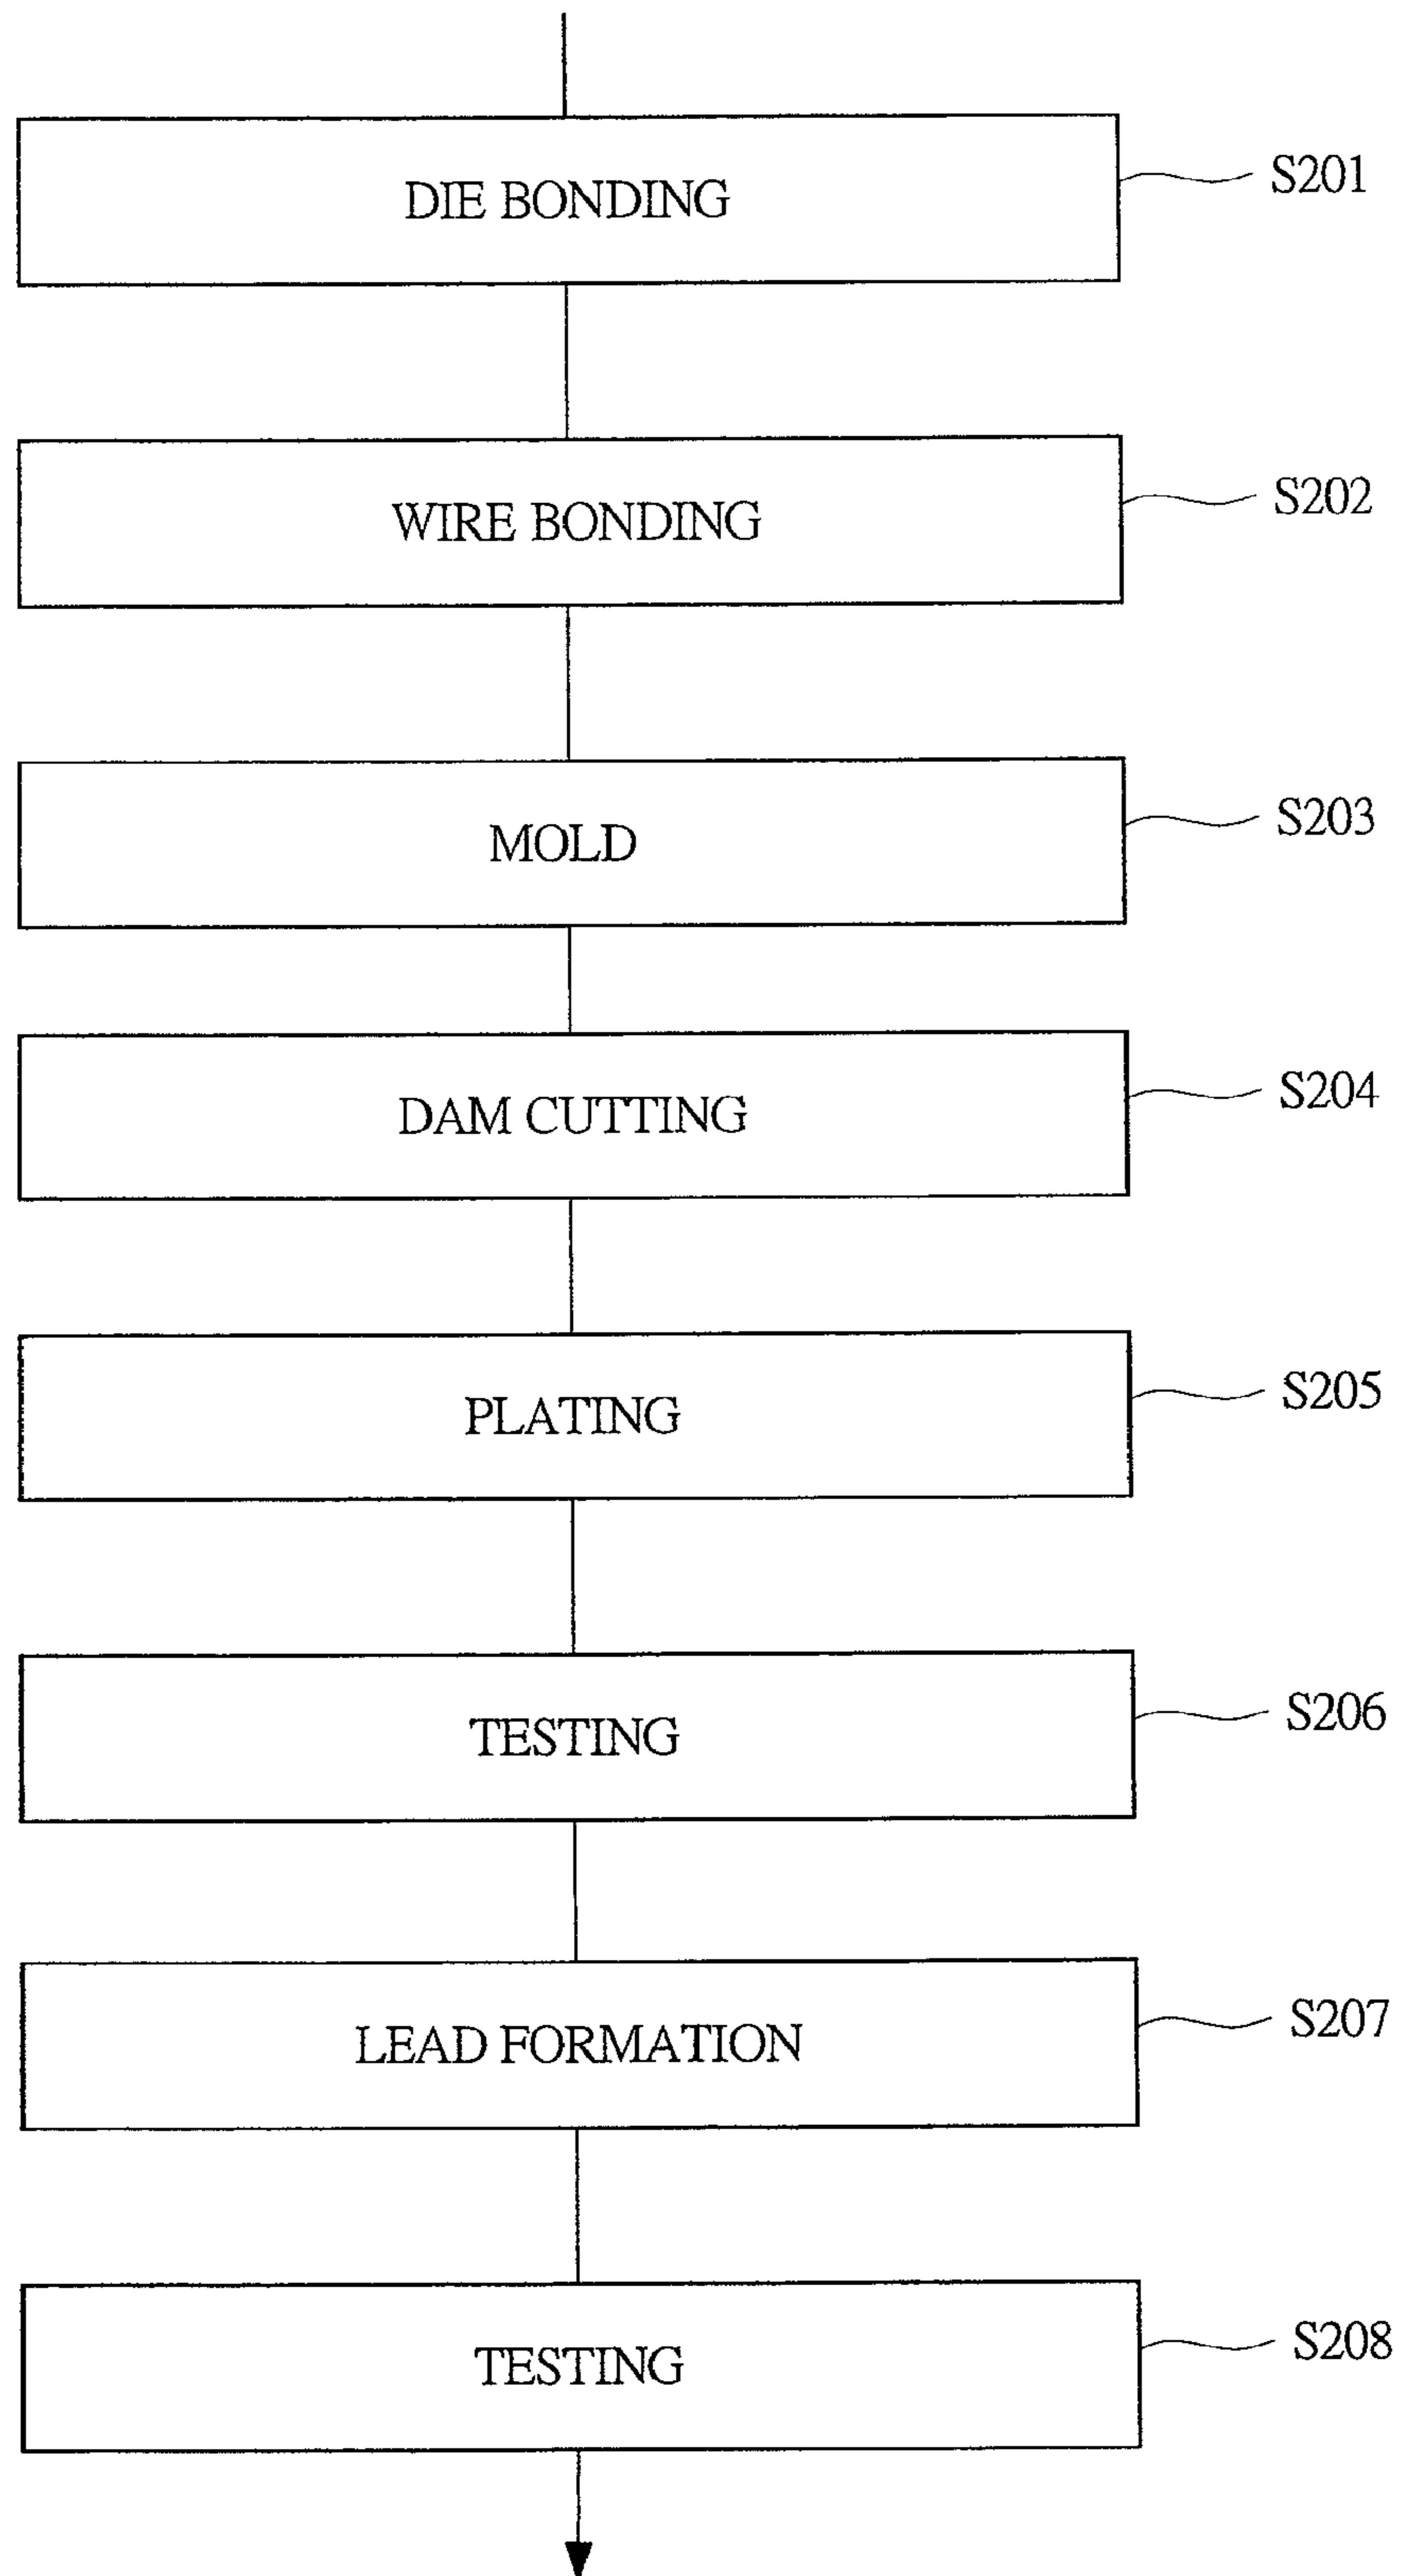 DIE BONDING
S201
WIRE BONDING
S202
MOLD
S203
DAM CUTTING
S204
PLATING
S205
TESTING
S206
LEAD FORMATION
S207
TESTING
S208